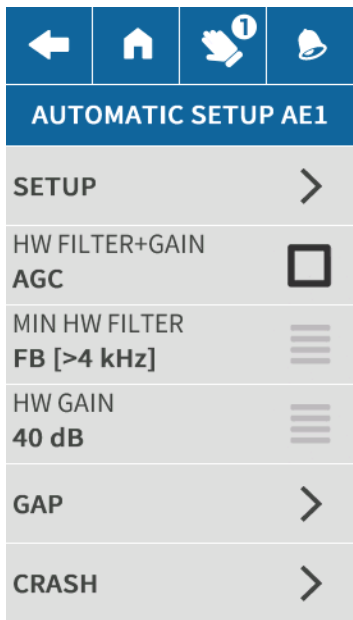 1
AUTOMATIC SETUP AE1
SETUP
HW FILTER+GAIN
AGC
MIN HW FILTER
FB [>4 kHz]
HW GAIN
40 dB
GAP
CRASH